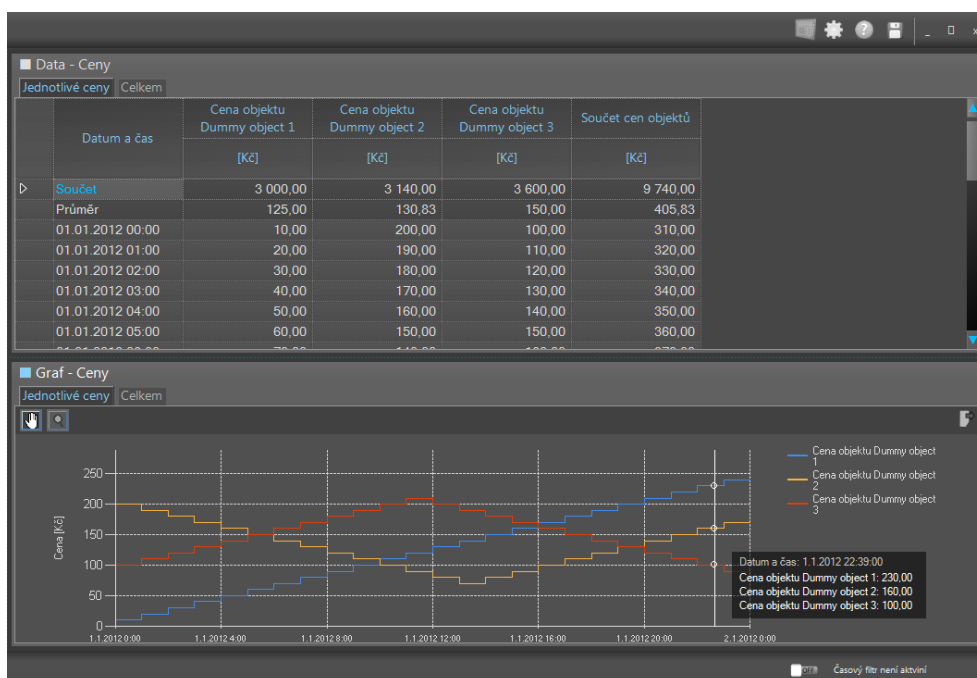 Data - Ceny
Jednotlivé ceny Celkem
Datum a čas
Cena objektu Dummy object 1
Cena objektu Dummy object 2
Cena objektu Dummy object 3
Součet cen objektů
[Kč] [Kč] [Kč] [Kč]
Součet 3 000,00 3 140,00 3 600,00 9 740,00
Průměr 125,00 130,83 150,00 405,83
01.01.2012 00:00 10,00 200,00 100,00 310,00
01.01.2012 01:00 20,00 190,00 110,00 320,00
01.01.2012 02:00 30,00 180,00 120,00 330,00
01.01.2012 03:00 40,00 170,00 130,00 340,00
01.01.2012 04:00 50,00 160,00 140,00 350,00
01.01.2012 05:00 60,00 150,00 150,00 360,00
Graf - Ceny
Jednotlivé ceny Celkem
Cena [Kč]
250
200
150
100
50
0
1.1.2012 0:00 1.1.2012 4:00 1.1.2012 8:00 1.1.2012 12:00 1.1.2012 16:00 1.1.2012 20:00 2.1.2012 0:00
Cena objektu Dummy object
1
Cena objektu Dummy object
2
Cena objektu Dummy object
3
Datum a čas: 1.1.2012 22:39:00
Cena objektu Dummy object 1: 230,00
Cena objektu Dummy object 2: 160,00
Cena objektu Dummy object 3: 100,00
OFF Časový filtr není aktviní